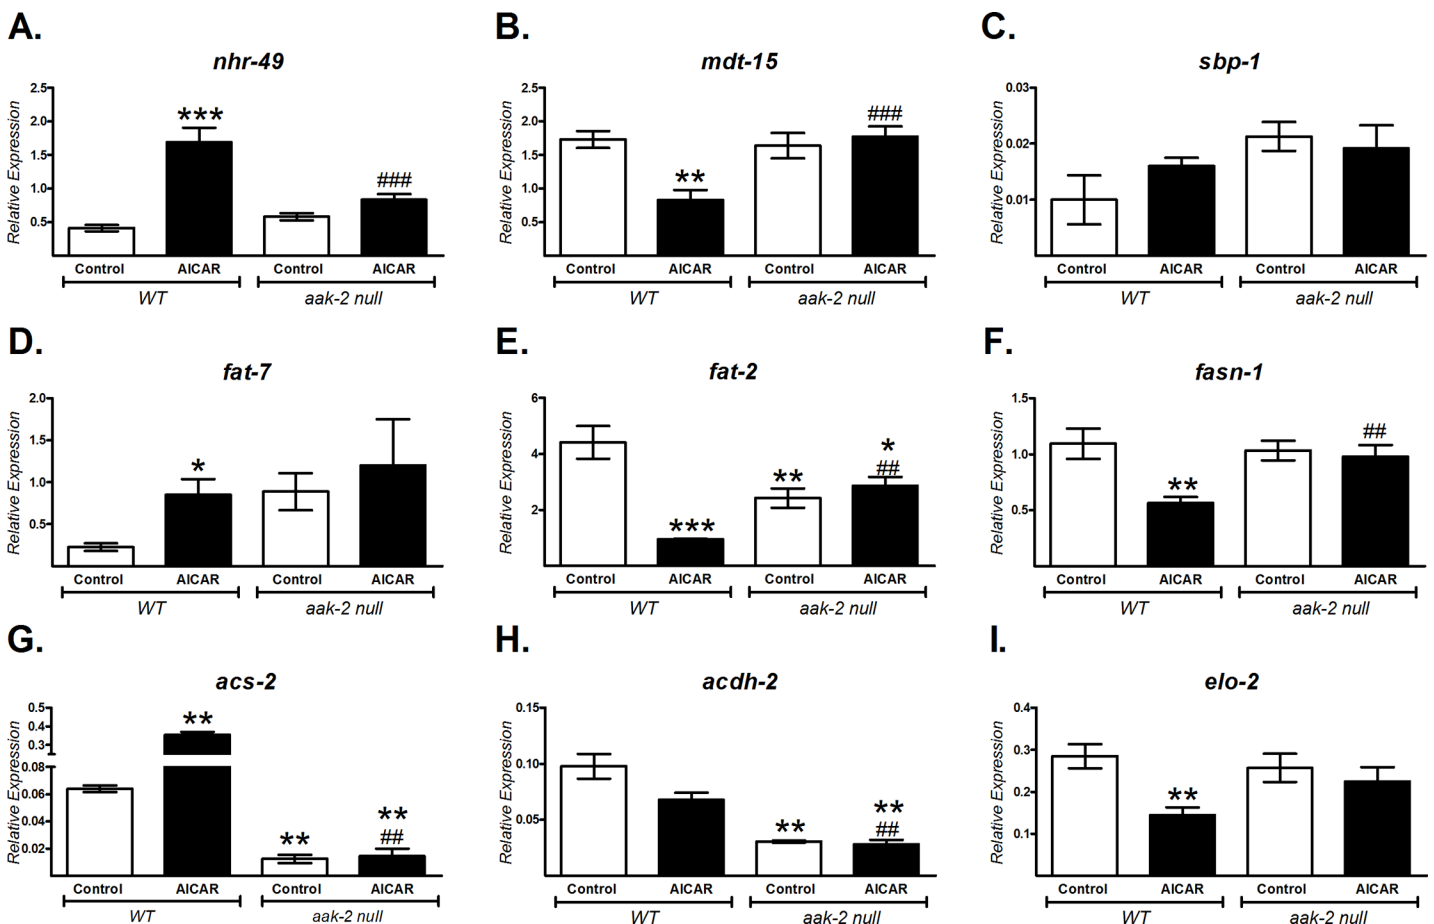 A. B. C.
nhr-49 mdt-15 sbp-1
Relative Expression
2.5
2.0
1.5
1.0
0.5
***
###
Control AICAR Control AICAR
WT aak-2 null
Relative Expression
2.5
2.0
1.5
1.0
0.5
**
###
Control AICAR Control AICAR
WT aak-2 null
Relative Expression
0.03
0.02
0.01
Control AICAR Control AICAR
WT aak-2 null
D. E. F.
fat-7 fat-2 fasn-1
Relative Expression
2.0
1.5
1.0
0.5
*
Control AICAR Control AICAR
WT aak-2 null
Relative Expression
6
4
2
***
**
*
##
Control AICAR Control AICAR
WT aak-2 null
Relative Expression
1.5
1.0
0.5
**
##
Control AICAR Control AICAR
WT aak-2 null
G. H. I.
acs-2 acdh-2 elo-2
Relative Expression
0.5
0.4
0.3
0.08
0.06
0.04
0.02
**
**
**
##
Control AICAR Control AICAR
WT aak-2 null
Relative Expression
0.15
0.10
0.05
**
**
##
Control AICAR Control AICAR
WT aak-2 null
Relative Expression
0.4
0.3
0.2
0.1
**
Control AICAR Control AICAR
WT aak-2 null